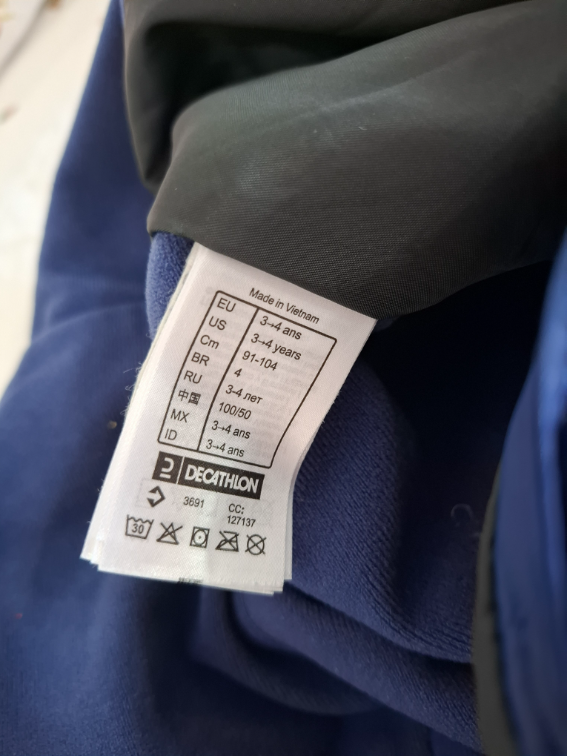 Made in Vietnam
EU 3→4 ans
US 3→4 years
Cm 91-104
BR 4
RU 3-4 лет
中国 100/50
MX 3→4 ans
ID 3→4 ans
DECATHLON
3691 CC:
127137
30